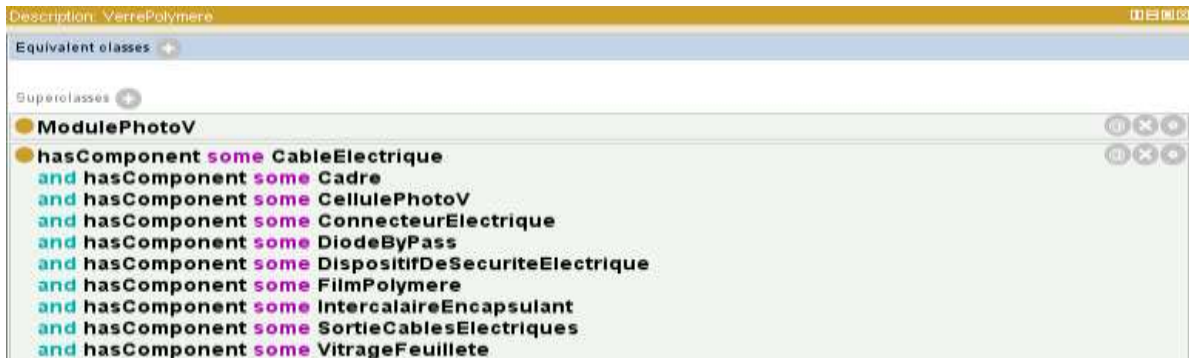 Description: VerrePolymere
Equivalent classes
Superclasses
ModulePhotoV
hasComponent some CableElectrique
and hasComponent some Cadre
and hasComponent some CellulePhotoV
and hasComponent some ConnecteurElectrique
and hasComponent some DiodeByPass
and hasComponent some DispositifDeSecuriteElectrique
and hasComponent some FilmPolymere
and hasComponent some IntercalaireEncapsulant
and hasComponent some SortieCablesElectriques
and hasComponent some VitrageFeuillete